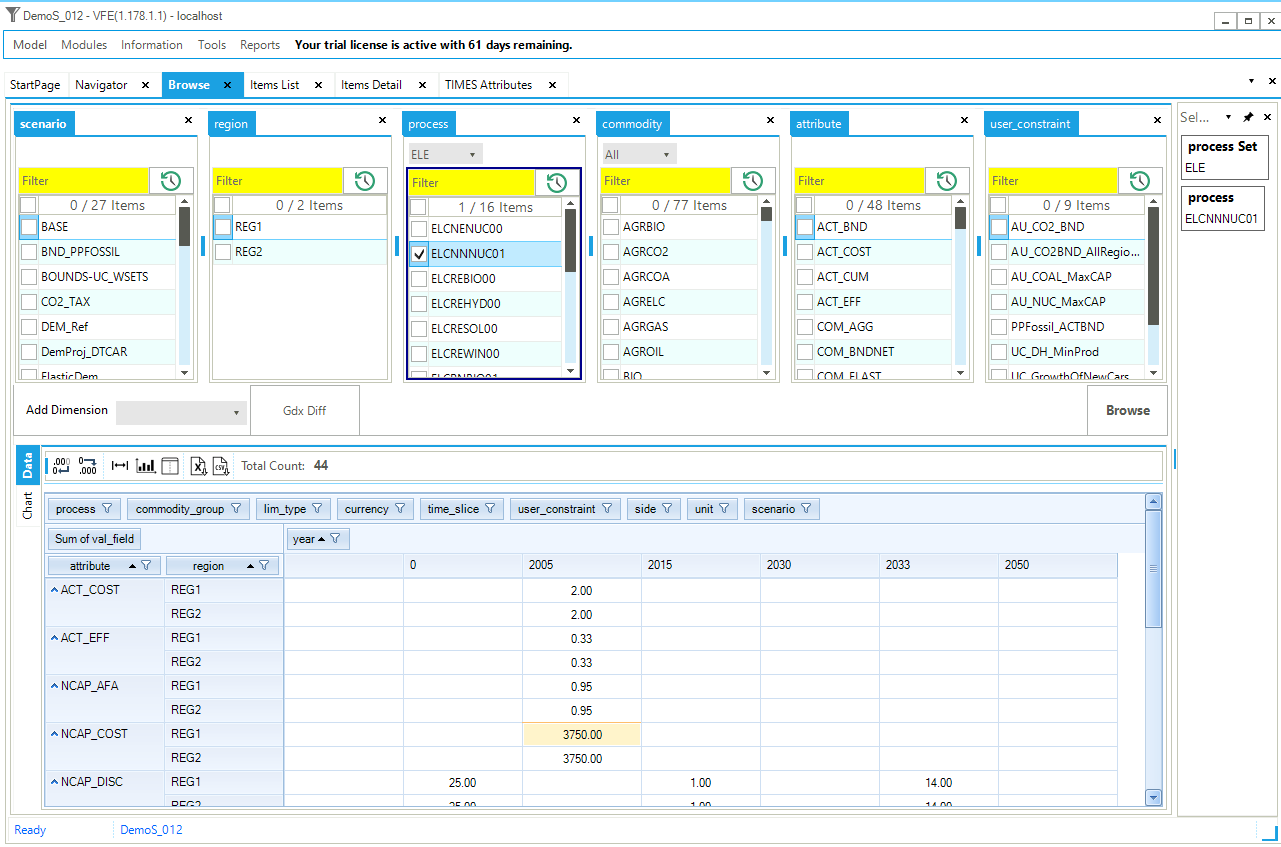 DemoS_012 - VFE(1.178.1.1) - localhost
Model Modules Information Tools Reports Your trial license is active with 61 days remaining.
StartPage Navigator Browse Items List Items Detail TIMES Attributes
scenario region process commodity attribute user_constraint
Sel...
process Set
ELE
process
ELCNNNUC01
ELE All
Filter Filter Filter Filter Filter Filter
0 / 27 Items 0 / 2 Items 1 / 16 Items 0 / 77 Items 0 / 48 Items 0 / 9 Items
BASE REG1 ELCNENUC00 AGRBIO ACT_BND AU_CO2_BND
BND_PPFOSSIL REG2 ELCNNNUC01 AGRCO2 ACT_COST AU_CO2BND_AllRegio...
BOUNDS-UC_WSETS ELCREBIO00 AGRCOA ACT_CUM AU_COAL_MaxCAP
CO2_TAX ELCREHYD00 AGRELC ACT_EFF AU_NUC_MaxCAP
DEM_Ref ELCRESOL00 AGRGAS COM_AGG PPFossil_ACTBND
DemProj_DTCAR ELCREWIN00 AGROIL COM_BNDNET UC_DH_MinProd
ElasticDem ELCRNBIO01 BIO COM_ELAST UC_GrowthOfNewCars
Add Dimension Gdx Diff Browse
Data
Chart
Total Count: 44
process commodity_group lim_type currency time_slice user_constraint side unit scenario
Sum of val_field year
attribute region 0 2005 2015 2030 2033 2050
ACT_COST REG1 2.00
REG2 2.00
ACT_EFF REG1 0.33
REG2 0.33
NCAP_AFA REG1 0.95
REG2 0.95
NCAP_COST REG1 3750.00
REG2 3750.00
NCAP_DISC REG1 25.00 1.00 14.00
REG2 25.00 1.00 14.00
Ready DemoS_012